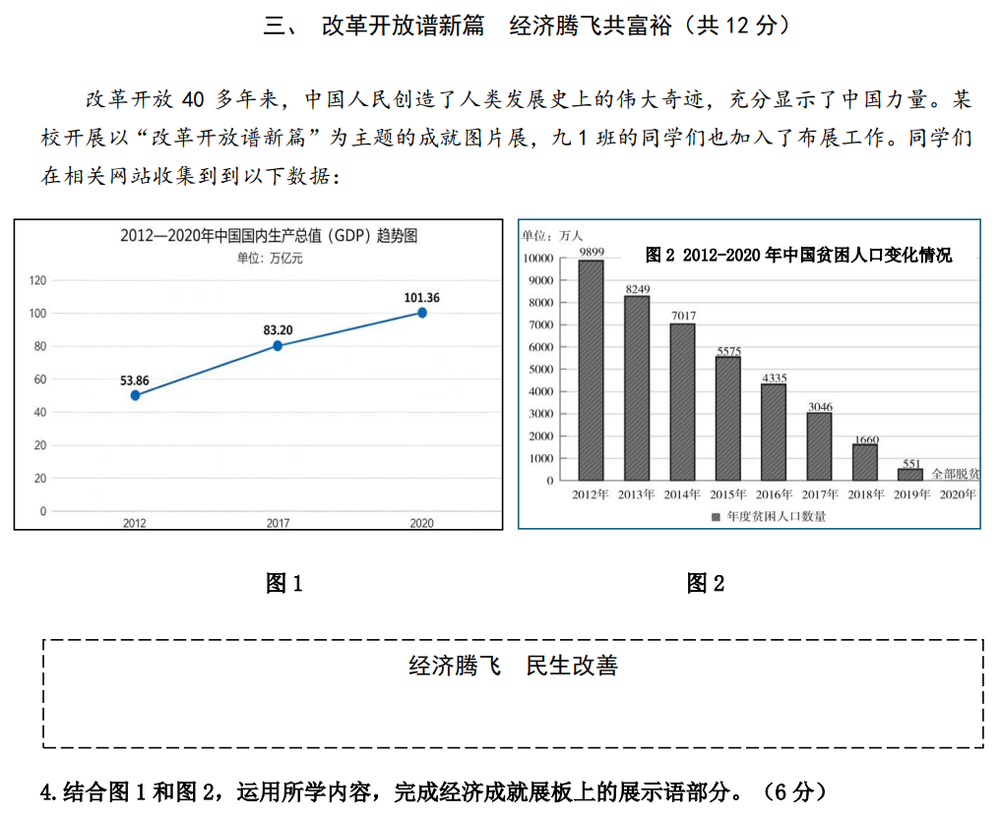 三、 改革开放谱新篇 经济腾飞共富裕（共 12 分）
改革开放 40 多年来，中国人民创造了人类发展史上的伟大奇迹，充分显示了中国力量。某
校开展以“改革开放谱新篇”为主题的成就图片展，九 1 班的同学们也加入了布展工作。同学们
在相关网站收集到到以下数据：
2012—2020年中国国内生产总值（GDP）趋势图
单位：万亿元
120
100
80
60
40
20
20
0
53.86
83.20
101.36
2012
2017
2020
单位：万人
图 2 2012-2020 年中国贫困人口变化情况
10000
9000
8000
7000
6000
5000
4000
3000
2000
1000
0
9899
8249
7017
5575
4335
3046
1660
551
全部脱贫
2012年
2013年
2014年
2015年
2016年
2017年
2018年
2019年
2020年
年度贫困人口数量
图 1
图 2
经济腾飞 民生改善
4.结合图 1 和图 2，运用所学内容，完成经济成就展板上的展示语部分。（6 分）